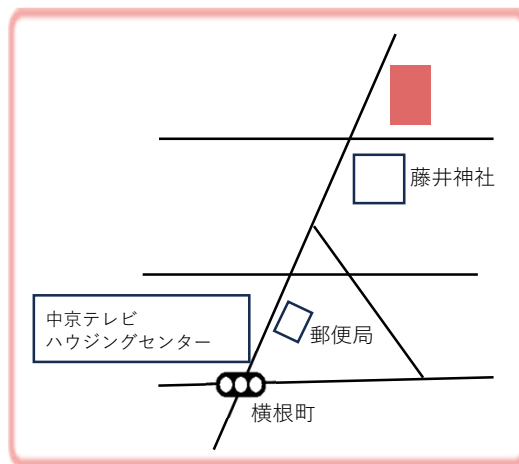 藤井神社
中京テレビ
ハウジングセンター
郵便局
横根町